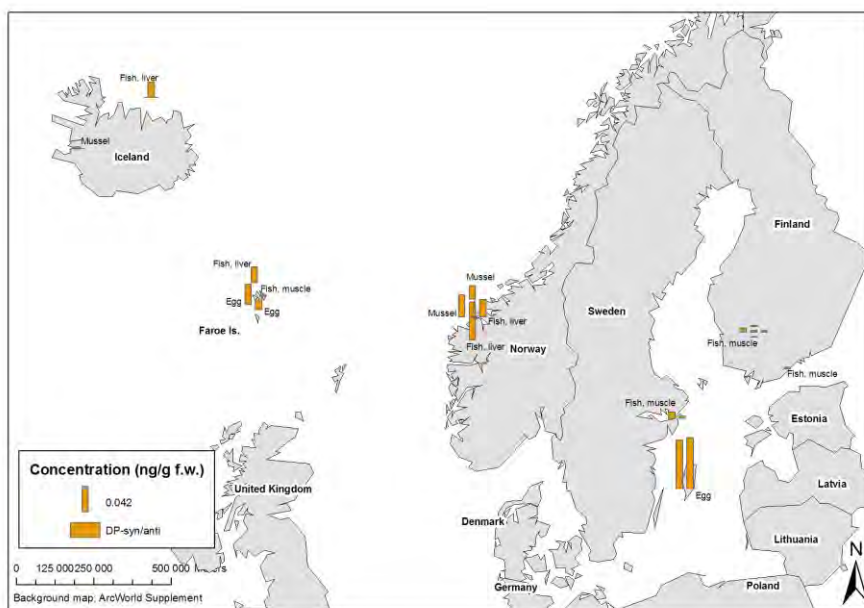 Fish, liver
Mussel
Iceland
Finland
Fish, liver
Fish, muscle
Egg
Egg
Faroe Is.
Mussel
Mussel
Fish, liver
Fish, liver
Norway
Sweden
Fish, muscle
Fish, muscle
Fish, muscle
Estonia
Egg
Latvia
Lithuania
Denmark
Germany
Poland
United Kingdom
Concentration (ng/g f.w.)
0.042
DP-syn/anti
0 125 000 250 000 500 000 Meters
Background map: ArcWorld Supplement
N